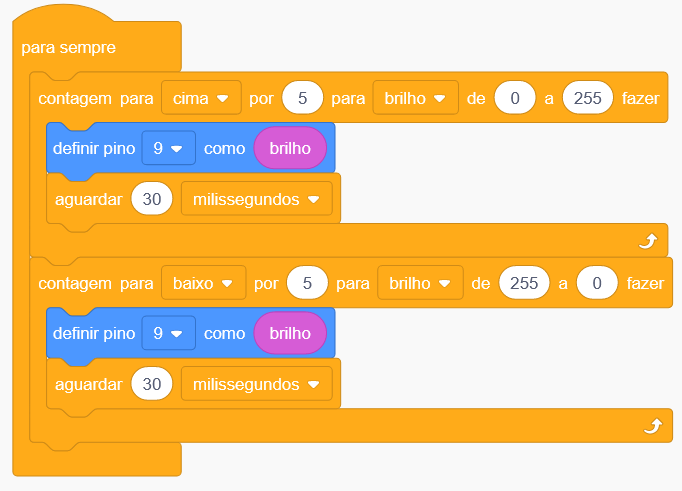 para sempre
contagem para cima por 5 para brilho de 0 a 255 fazer
definir pino 9 como brilho
aguardar 30 milissegundos
contagem para baixo por 5 para brilho de 255 a 0 fazer
definir pino 9 como brilho
aguardar 30 milissegundos